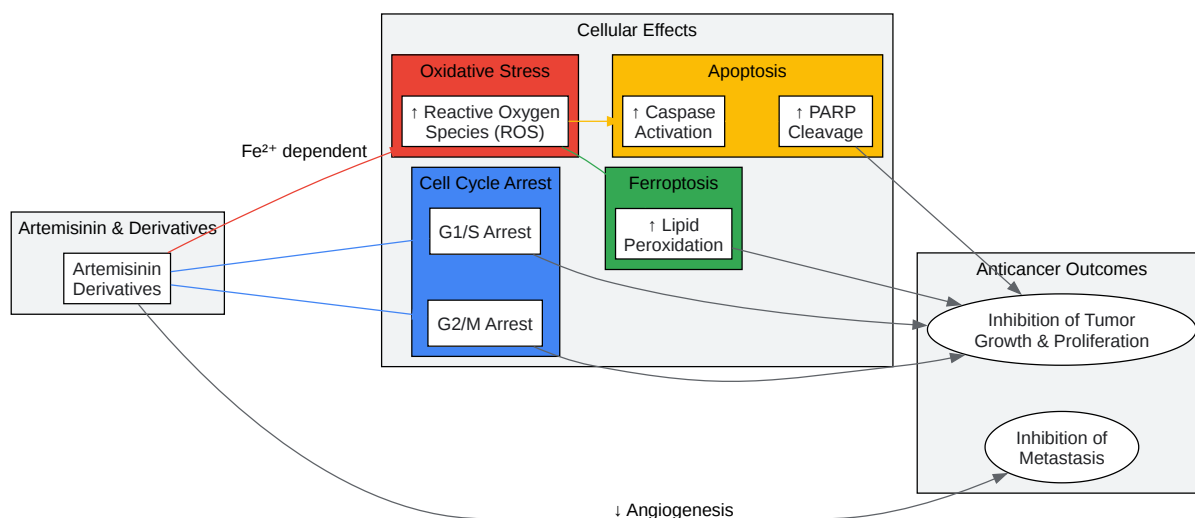 Cellular Effects
Oxidative Stress
↑ Reactive Oxygen
Species (ROS)
Apoptosis
↑ Caspase
Activation
↑ PARP
Cleavage
Fe²⁺ dependent
Cell Cycle Arrest
G1/S Arrest
G2/M Arrest
Ferroptosis
↑ Lipid
Peroxidation
Artemisinin & Derivatives
Artemisinin
Derivatives
Anticancer Outcomes
Inhibition of Tumor
Growth & Proliferation
Inhibition of
Metastasis
↓ Angiogenesis